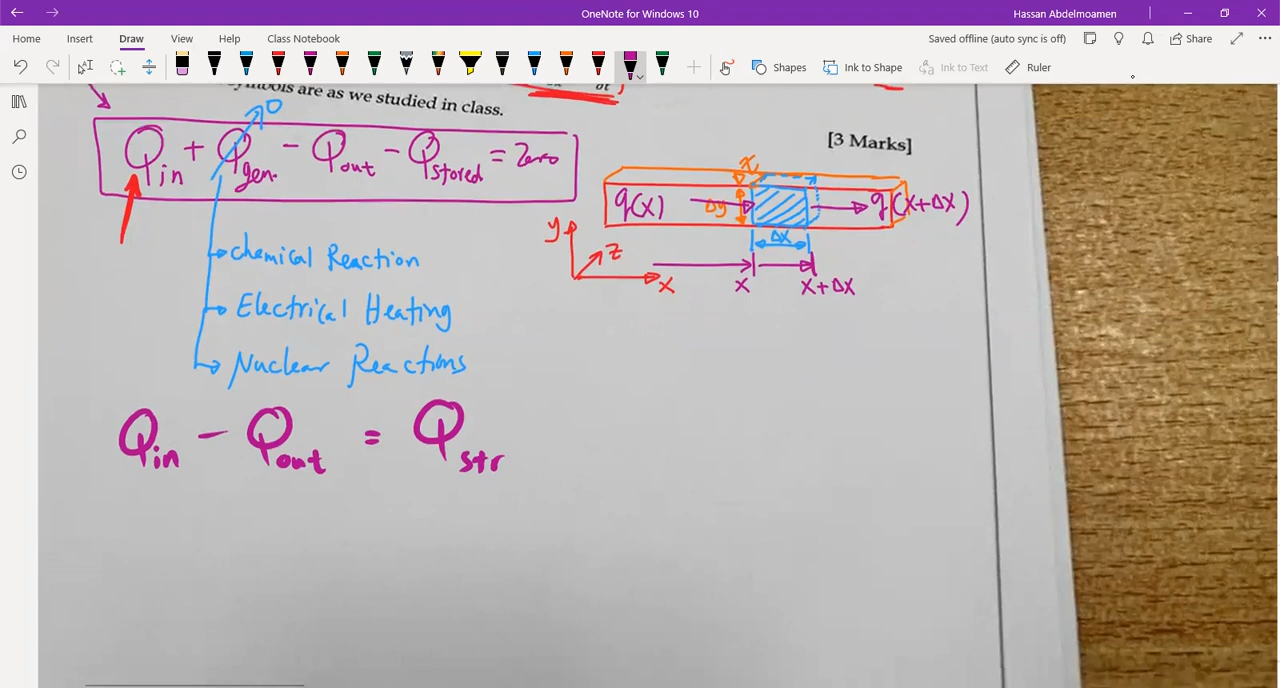 OneNote for Windows 10
Hassan Abdelmoamen
Home Insert Draw View Help Class Notebook
Saved offline (auto sync is off) Share
Shapes Ink to Shape Ink to Text Ruler
are as we studied in class.
[3 Marks]
Qin + Qgen. - Qout - Qstored = Zero
0
q(x) Δy q(x+Δx)
Δx
y z x
x x+Δx
Chemical Reaction
Electrical Heating
Nuclear Reactions
Qin - Qout = Qstr